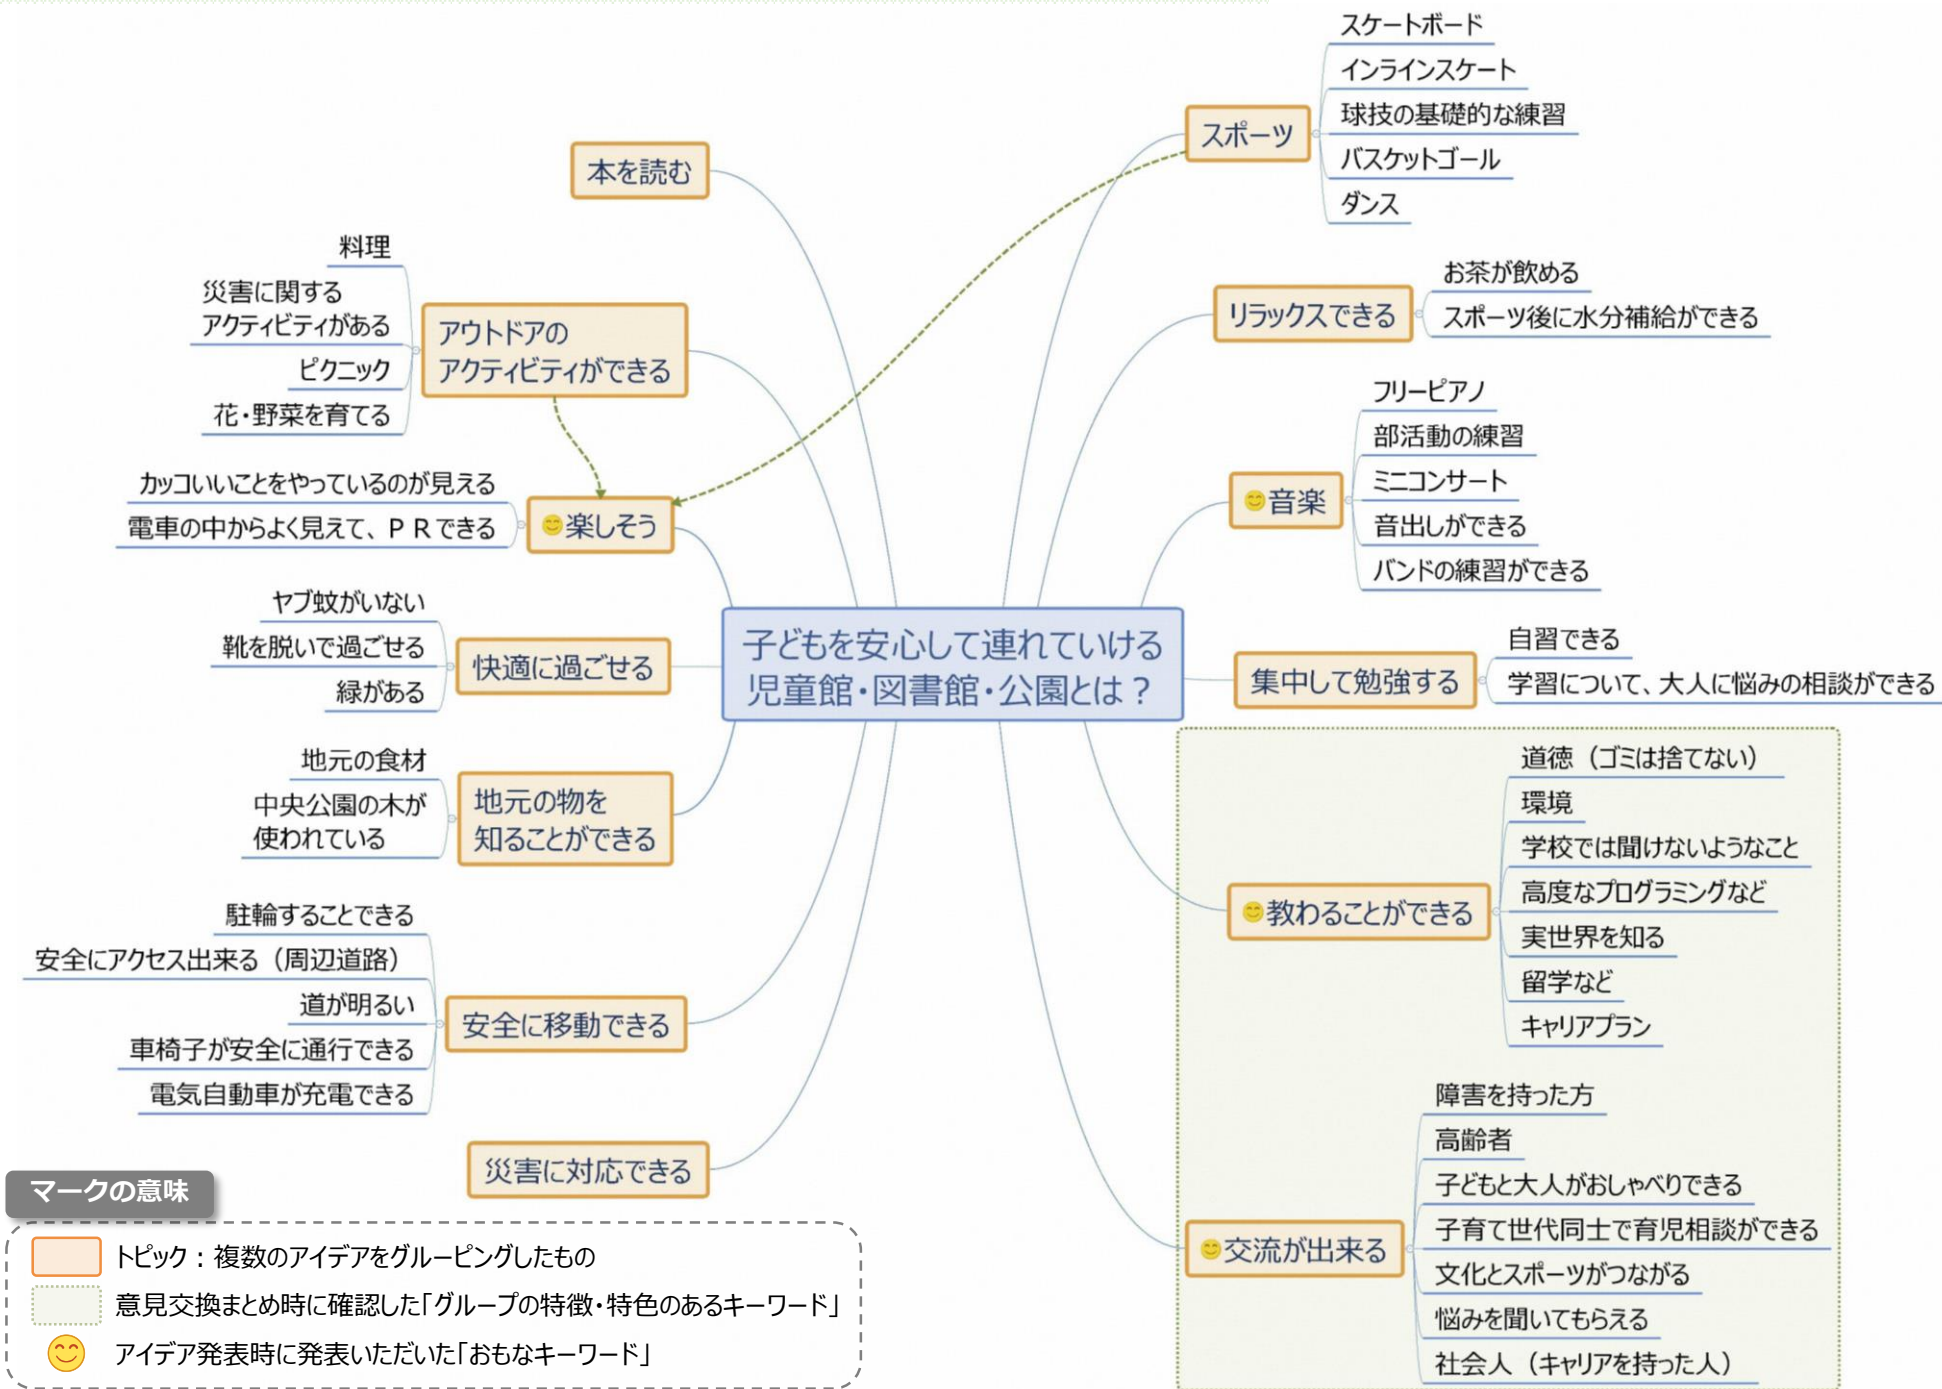 子どもを安心して連れていける
児童館・図書館・公園とは？
本を読む
アウトドアの
アクティビティができる
料理
災害に関する
アクティビティがある
ピクニック
花・野菜を育てる
楽しそう
カッコいいことをやっているのが見える
電車の中からよく見えて、ＰＲできる
快適に過ごせる
ヤブ蚊がいない
靴を脱いで過ごせる
緑がある
地元の物を
知ることができる
地元の食材
中央公園の木が
使われている
安全に移動できる
駐輪することできる
安全にアクセス出来る（周辺道路）
道が明るい
車椅子が安全に通行できる
電気自動車が充電できる
災害に対応できる
スポーツ
スケートボード
インラインスケート
球技の基礎的な練習
バスケットゴール
ダンス
リラックスできる
お茶が飲める
スポーツ後に水分補給ができる
音楽
フリーピアノ
部活動の練習
ミニコンサート
音出しができる
バンドの練習ができる
集中して勉強する
自習できる
学習について、大人に悩みの相談ができる
教わることができる
道徳（ゴミは捨てない）
環境
学校では聞けないようなこと
高度なプログラミングなど
実世界を知る
留学など
キャリアプラン
交流が出来る
障害を持った方
高齢者
子どもと大人がおしゃべりできる
子育て世代同士で育児相談ができる
文化とスポーツがつながる
悩みを聞いてもらえる
社会人（キャリアを持った人）
マークの意味
トピック：複数のアイデアをグルーピングしたもの
意見交換まとめ時に確認した「グループの特徴・特色のあるキーワード」
アイデア発表時に発表いただいた「おもなキーワード」